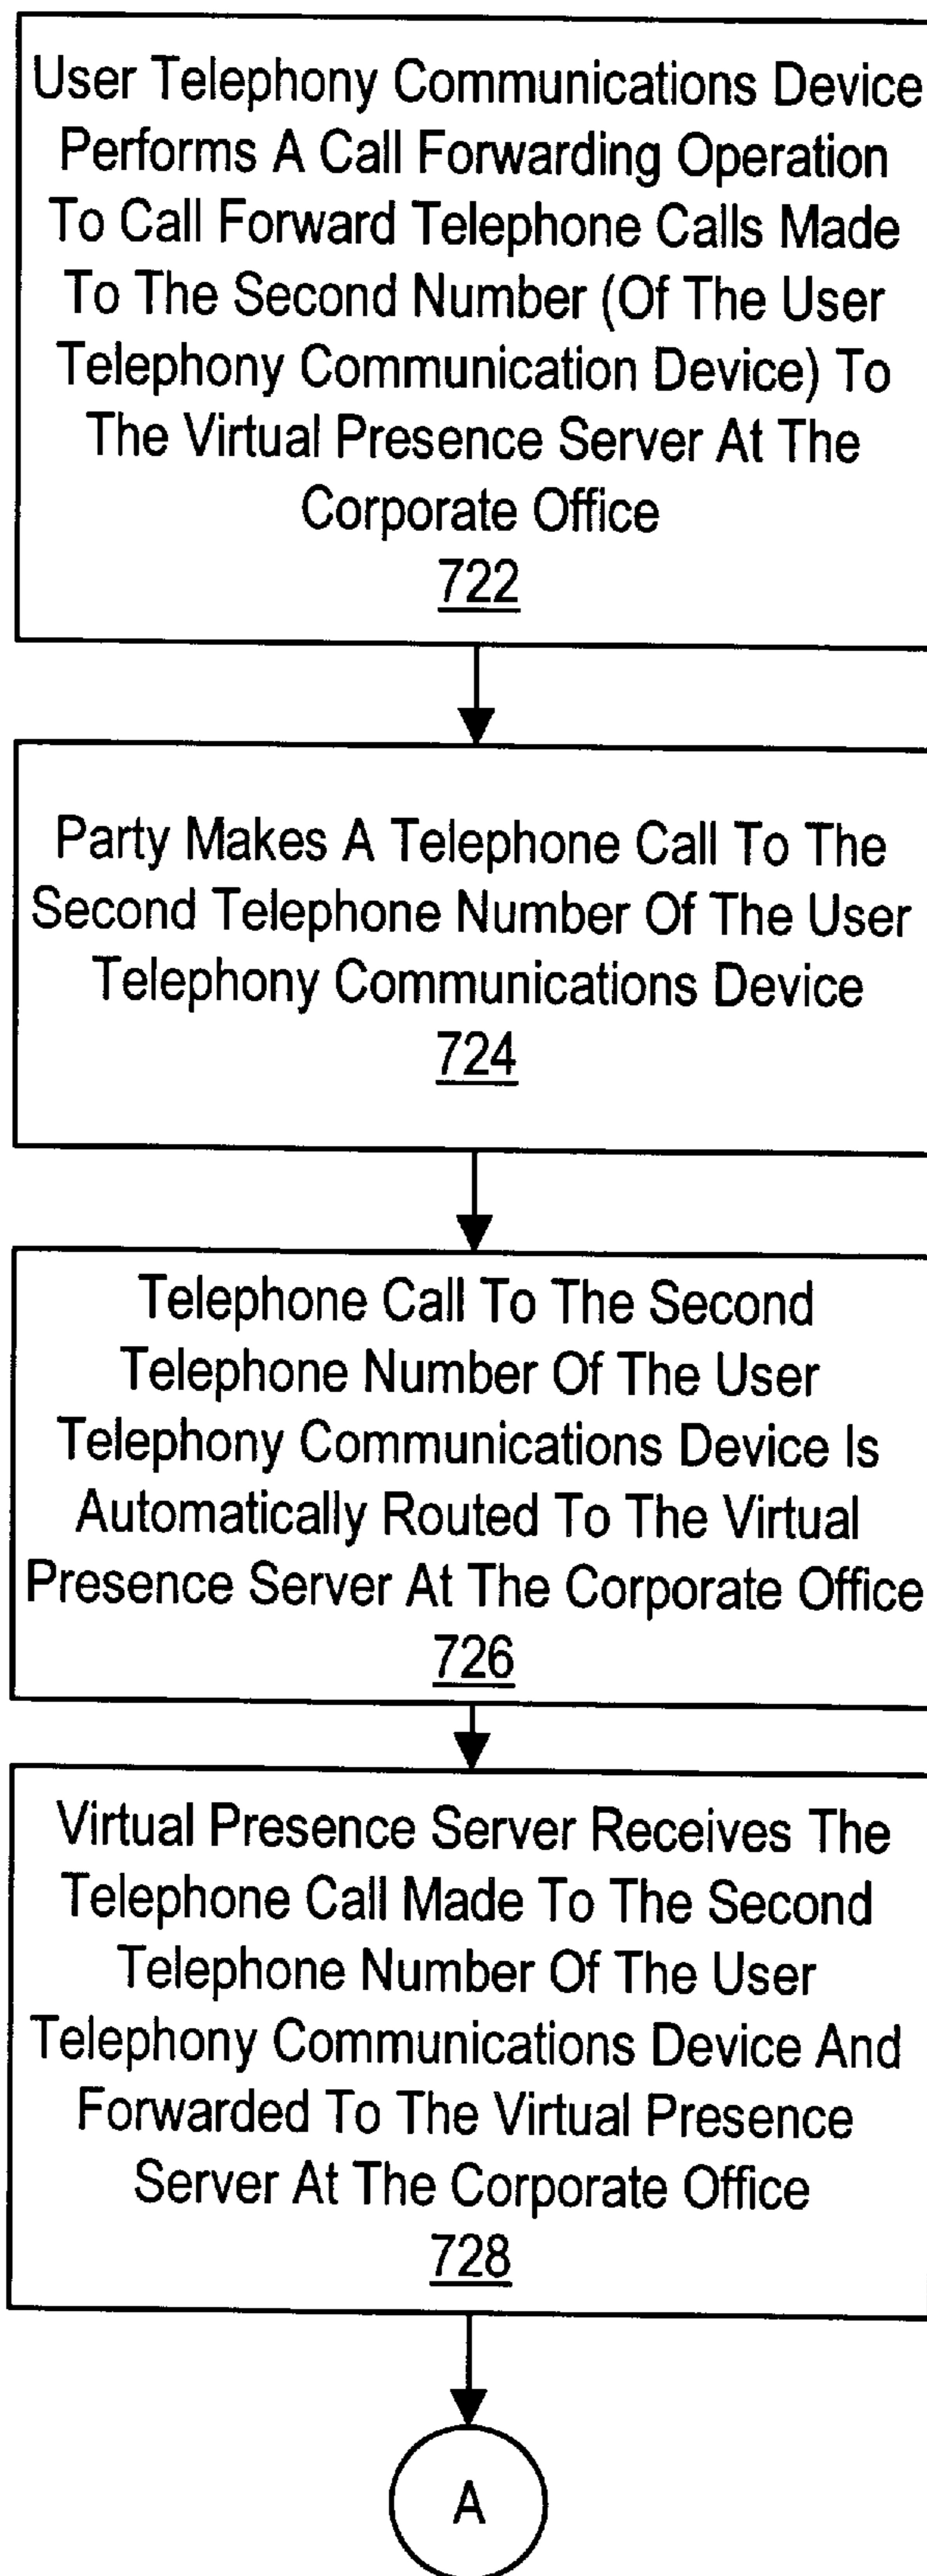 User Telephony Communications Device
Performs A Call Forwarding Operation
To Call Forward Telephone Calls Made
To The Second Number (Of The User
Telephony Communication Device) To
The Virtual Presence Server At The
Corporate Office
722
Party Makes A Telephone Call To The
Second Telephone Number Of The User
Telephony Communications Device
724
Telephone Call To The Second
Telephone Number Of The User
Telephony Communications Device Is
Automatically Routed To The Virtual
Presence Server At The Corporate Office
726
Virtual Presence Server Receives The
Telephone Call Made To The Second
Telephone Number Of The User
Telephony Communications Device And
Forwarded To The Virtual Presence
Server At The Corporate Office
728
A